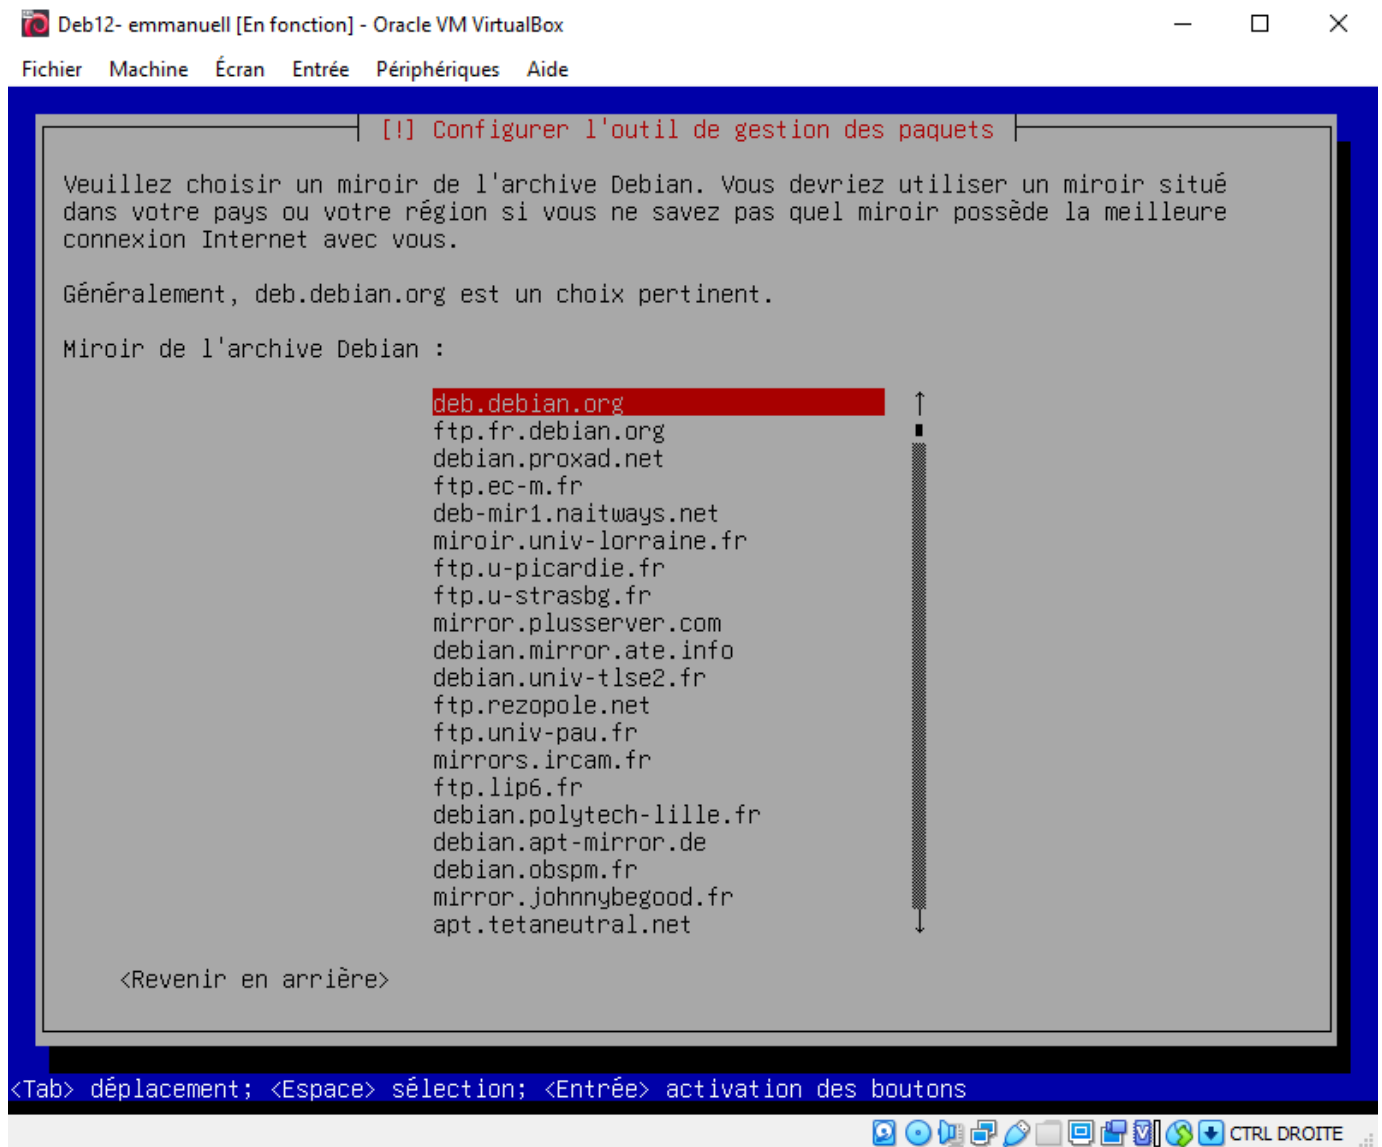 Deb12- emmanuell [En fonction] - Oracle VM VirtualBox
Fichier Machine Écran Entrée Périphériques Aide
[!] Configurer l'outil de gestion des paquets
Veuillez choisir un miroir de l'archive Debian. Vous devriez utiliser un miroir situé
dans votre pays ou votre région si vous ne savez pas quel miroir possède la meilleure
connexion Internet avec vous.
Généralement, deb.debian.org est un choix pertinent.
Miroir de l'archive Debian :
deb.debian.org
ftp.fr.debian.org
debian.proxad.net
ftp.ec-m.fr
deb-mir1.naitways.net
miroir.univ-lorraine.fr
ftp.u-picardie.fr
ftp.u-strasbg.fr
mirror.plusserver.com
debian.mirror.ate.info
debian.univ-tlse2.fr
ftp.rezopole.net
ftp.univ-pau.fr
mirrors.ircam.fr
ftp.lip6.fr
debian.polytech-lille.fr
debian.apt-mirror.de
debian.obspm.fr
mirror.johnnybegood.fr
apt.tetaneutral.net
<Revenir en arrière>
<Tab> déplacement; <Espace> sélection; <Entrée> activation des boutons
CTRL DROITE